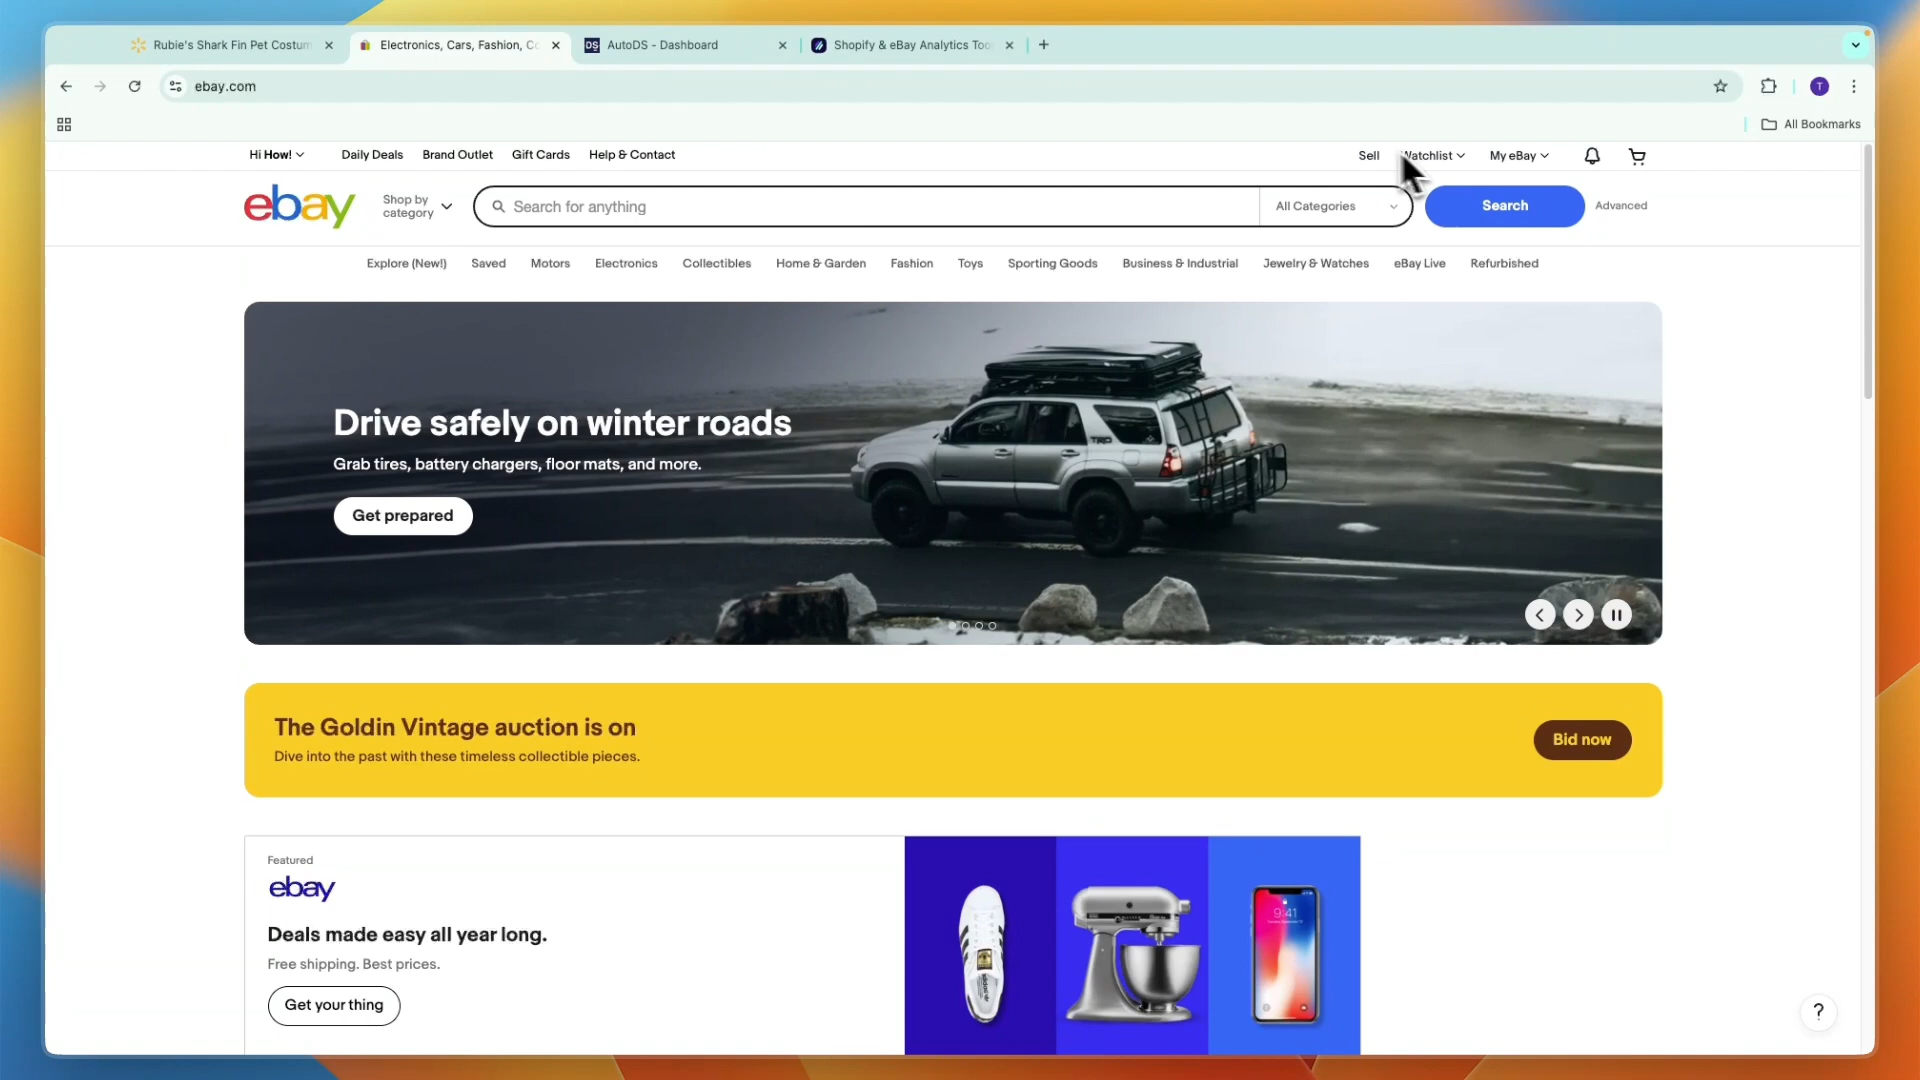 Rubie's Shark Fin Pet Costum
Electronics, Cars, Fashion, Co
DS AutoDS - Dashboard
Shopify & eBay Analytics Too
ebay.com
T
All Bookmarks
Hi How!
Daily Deals
Brand Outlet
Gift Cards
Help & Contact
Sell
Watchlist
My eBay
ebay
Shop by
category
Search for anything
All Categories
Search
Advanced
Explore (New!)
Saved
Motors
Electronics
Collectibles
Home & Garden
Fashion
Toys
Sporting Goods
Business & Industrial
Jewelry & Watches
eBay Live
Refurbished
Drive safely on winter roads
Grab tires, battery chargers, floor mats, and more.
Get prepared
TRD
The Goldin Vintage auction is on
Dive into the past with these timeless collectible pieces.
Bid now
Featured
ebay
Deals made easy all year long.
Free shipping. Best prices.
Get your thing
9:41
?